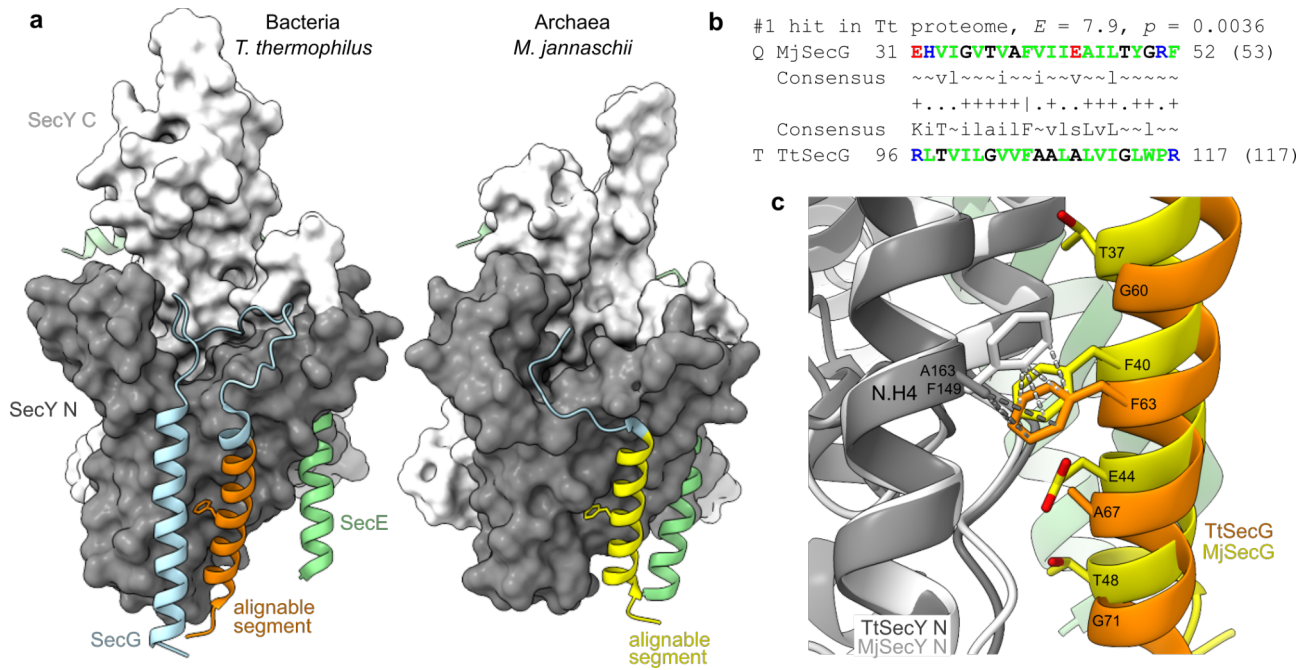 a
Bacteria
T. thermophilus
Archaea
M. jannaschii
SecY C
SecY N
SecE
SecG
alignable
segment
alignable
segment
b
#1 hit in Tt proteome, E = 7.9, p = 0.0036
Q MjSecG 31 EHVIGVTVAFVIIEAILTYGRF 52 (53)
Consensus ~~vl~~~i~~i~~v~~l~~~~~
+...+++++|.+..+++.++.+
Consensus KiT~ilailF~vlsLvL~~l~~
T TtSecG 96 RLTVILGVVFAALALVIGLWPR 117 (117)
c
T37
G60
F40
A163
F149
N.H4
F63
E44
A67
TtSecG
MjSecG
T48
G71
TtSecY N
MjSecY N